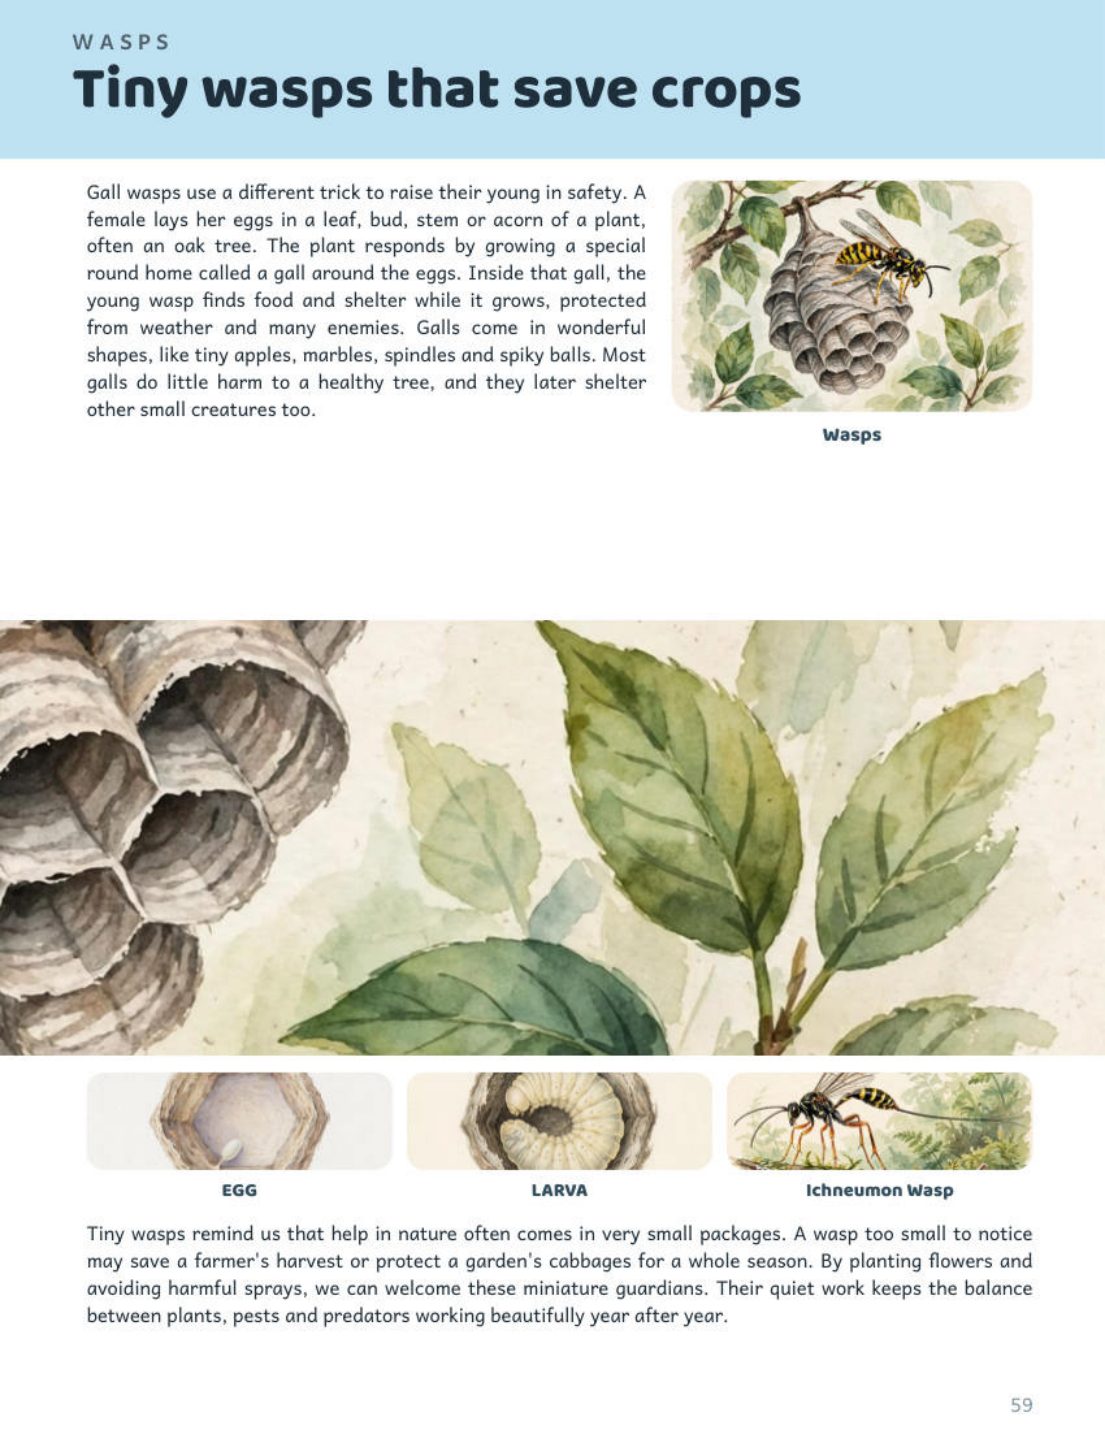 WASPS
Tiny wasps that save crops
Gall wasps use a different trick to raise their young in safety. A
female lays her eggs in a leaf, bud, stem or acorn of a plant,
often an oak tree. The plant responds by growing a special
round home called a gall around the eggs. Inside that gall, the
young wasp finds food and shelter while it grows, protected
from weather and many enemies. Galls come in wonderful
shapes, like tiny apples, marbles, spindles and spiky balls. Most
galls do little harm to a healthy tree, and they later shelter
other small creatures too.
Wasps
EGG
LARVA
Ichneumon Wasp
Tiny wasps remind us that help in nature often comes in very small packages. A wasp too small to notice
may save a farmer's harvest or protect a garden's cabbages for a whole season. By planting flowers and
avoiding harmful sprays, we can welcome these miniature guardians. Their quiet work keeps the balance
between plants, pests and predators working beautifully year after year.
59